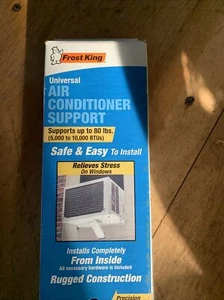 Frost King
Universal
AIR
CONDITIONER
SUPPORT
Supports up to 80 lbs.
(5,000 to 10,000 BTUs)
Safe & Easy To Install
Relieves Stress
On Windows
Installs Completely
From Inside
All necessary hardware is included
Rugged Construction
Precision